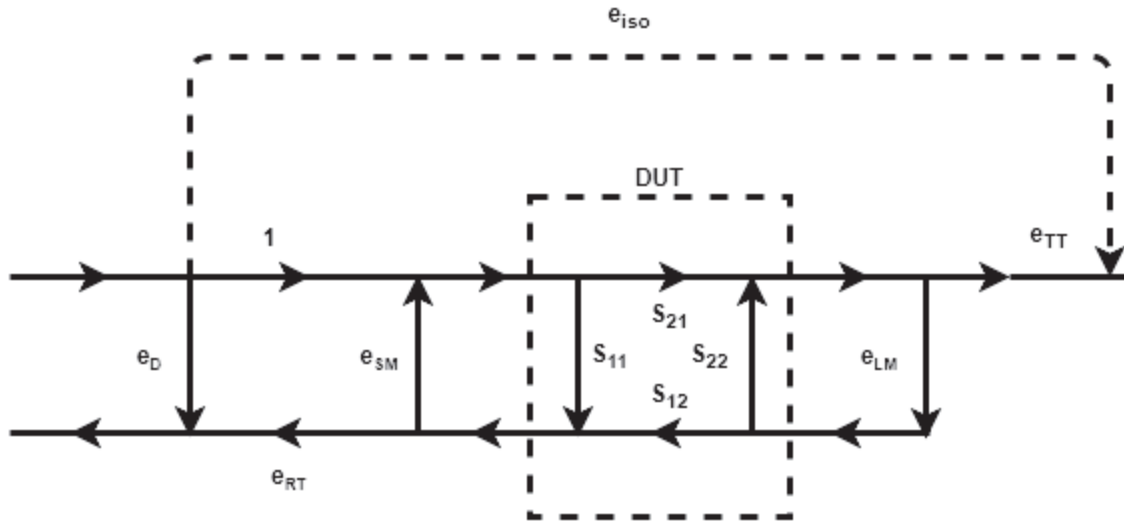 e_iso
DUT
1
e_TT
S_21
e_D
e_SM
S_11
S_22
e_LM
S_12
e_RT